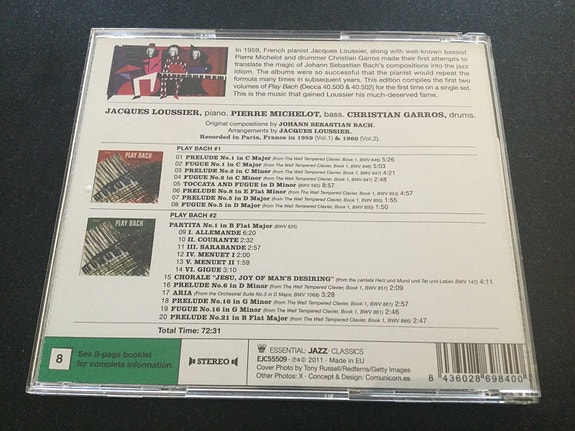 In 1959, French pianist Jacques Loussier, along with well-known bassist
Pierre Michelot and drummer Christian Garros made their first attempts to
translate the magic of Johann Sebastian Bach's compositions into the jazz
idiom. The albums were so successful that the pianist would repeat the
formula many times in subsequent years. This edition compiles the first two
volumes of Play Bach (Decca 40.500 & 40.502) for the first time on a single set.
This is the music that gained Loussier his much-deserved fame.
JACQUES LOUSSIER, piano. PIERRE MICHELOT, bass. CHRISTIAN GARROS, drums.
Original compositions by JOHANN SEBASTIAN BACH.
Arrangements by JACQUES LOUSSIER.
Recorded in Paris, France in 1959 (Vol.1) & 1960 (Vol.2).
PLAY BACH
PLAY BACH #1
01 PRELUDE No.1 in C Major (from The Well Tempered Clavier, Book 1, BWV 846) 5:26
02 FUGUE No.1 in C Major (from The Well Tempered Clavier, Book 1, BWV 846) 5:03
03 PRELUDE No.2 in C Minor (from The Well Tempered Clavier, Book 1, BWV 847) 4:21
04 FUGUE No.2 in C Minor (from The Well Tempered Clavier, Book 1, BWV 847) 2:48
05 TOCCATA AND FUGUE in D Minor (BWV 565) 8:57
06 PRELUDE No.8 in E Flat Minor (from The Well Tempered Clavier, Book 1, BWV 853) 4:57
07 PRELUDE No.5 in D Major (from The Well Tempered Clavier, Book 1, BWV 850) 1:55
08 FUGUE No.5 in D Major (from The Well Tempered Clavier, Book 1, BWV 850) 1:50
PLAY BACH
PLAY BACH #2
PARTITA No.1 in B Flat Major (BWV 825)
09 I. ALLEMANDE 6:20
10 II. COURANTE 2:32
11 III. SARABANDE 2:57
12 IV. MENUET I 2:00
13 V. MENUET II 1:59
14 VI. GIGUE 3:10
15 CHORALE "JESU, JOY OF MAN'S DESIRING" (from the cantata Herz und Mund und Tat und Leben BWV 147) 4:11
16 PRELUDE No.6 in D Minor (from The Well Tempered Clavier, Book 1, BWV 851) 2:09
17 ARIA (from the Orchestral Suite No.3 in D Major, BWV 1068) 3:28
18 PRELUDE No.16 in G Minor (from The Well Tempered Clavier, Book 1, BWV 861) 2:57
19 FUGUE No.16 in G Minor (from The Well Tempered Clavier, Book 1, BWV 861) 2:46
20 PRELUDE No.21 in B Flat Major (from The Well Tempered Clavier, Book 1, BWV 866) 2:47
Total Time: 72:31
8
See 8-page booklet
for complete information.
STEREO
ESSENTIAL JAZZ CLASSICS
EJC55509 · ℗ © 2011 · Made in EU
Cover Photo by Tony Russell/Redferns/Getty Images
Other Photos: X · Concept & Design: Comunicom.es
8 436028 698400